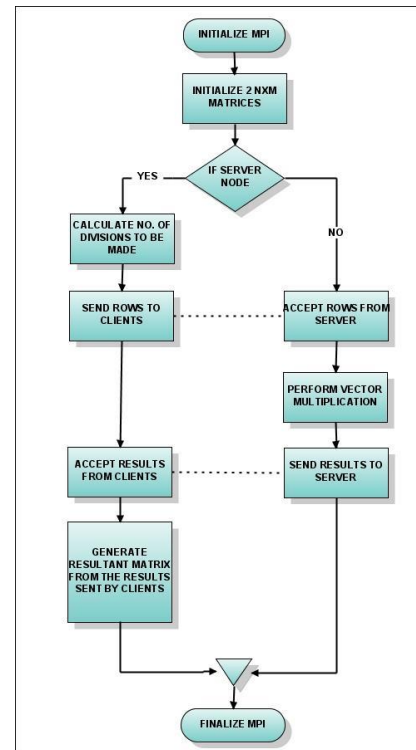 INITIALIZE MPI
INITIALIZE 2 NXM
MATRICES
IF SERVER
NODE
YES
NO
CALCULATE NO. OF
DIVISIONS TO BE
MADE
SEND ROWS TO
CLIENTS
ACCEPT ROWS FROM
SERVER
PERFORM VECTOR
MULTIPLICATION
ACCEPT RESULTS
FROM CLIENTS
SEND RESULTS TO
SERVER
GENERATE
RESULTANT MATRIX
FROM THE RESULTS
SENT BY CLIENTS
FINALIZE MPI